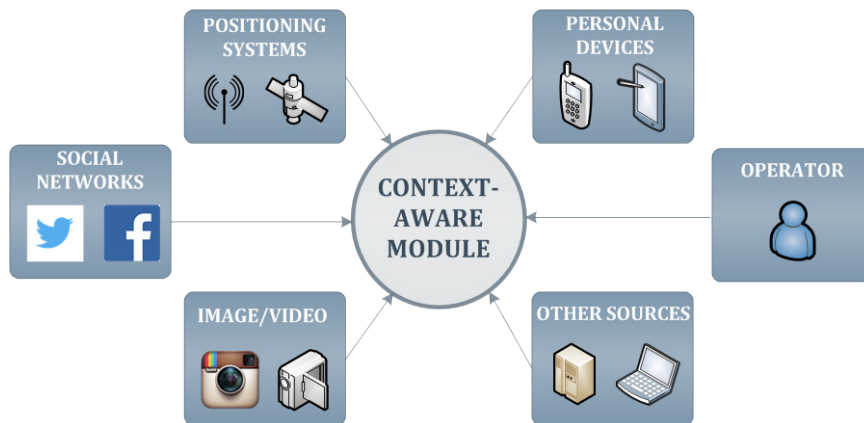 POSITIONING
SYSTEMS
PERSONAL
DEVICES
SOCIAL
NETWORKS
CONTEXT-
AWARE
MODULE
OPERATOR
IMAGE/VIDEO
OTHER SOURCES